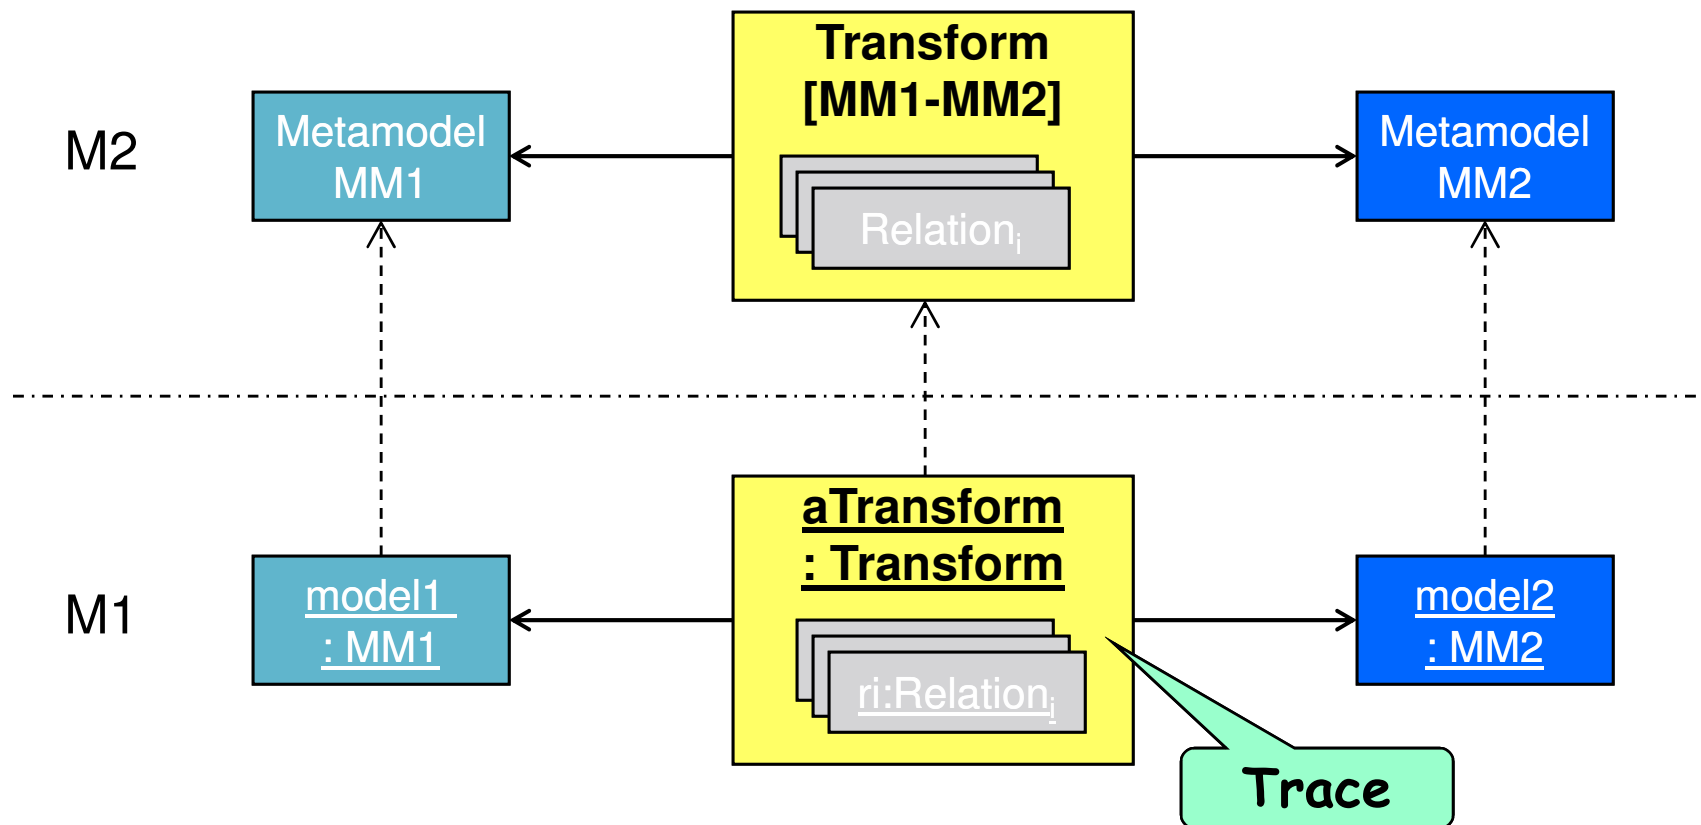 Transform
[MM1-MM2]
M2
Metamodel
MM1
Relationi
Metamodel
MM2
M1
model1
: MM1
aTransform
: Transform
ri:Relationi
model2
: MM2
Trace